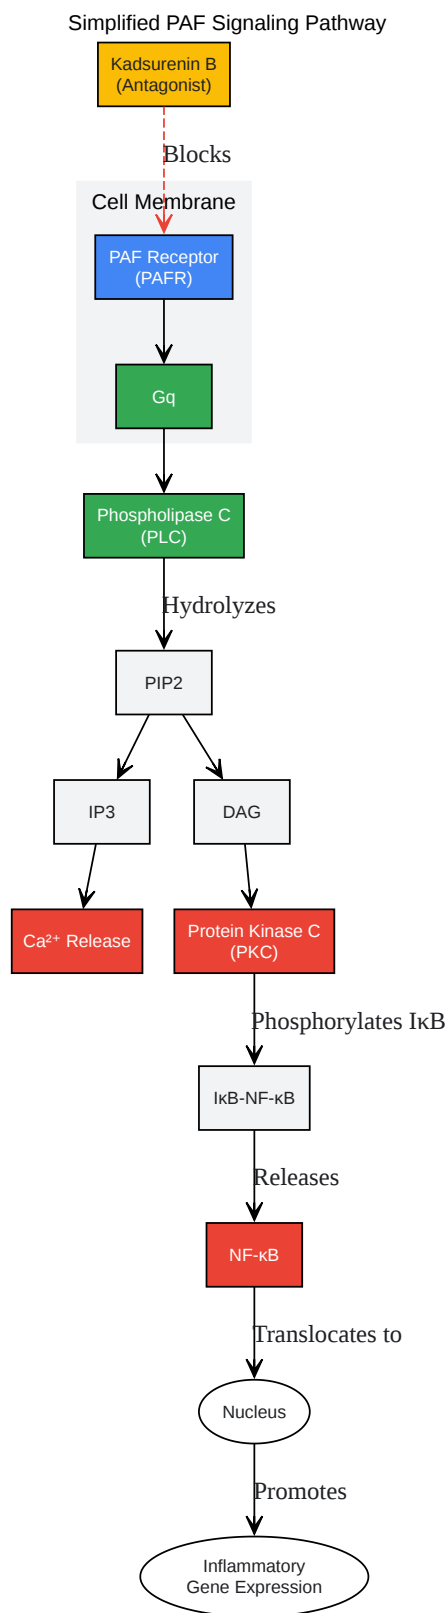 Simplified PAF Signaling Pathway
Kadsurenin B
(Antagonist)
Blocks
Cell Membrane
PAF Receptor
(PAFR)
Gq
Phospholipase C
(PLC)
Hydrolyzes
PIP2
IP3
DAG
Ca²⁺ Release
Protein Kinase C
(PKC)
Phosphorylates IκB
IκB-NF-κB
Releases
NF-κB
Translocates to
Nucleus
Promotes
Inflammatory
Gene Expression